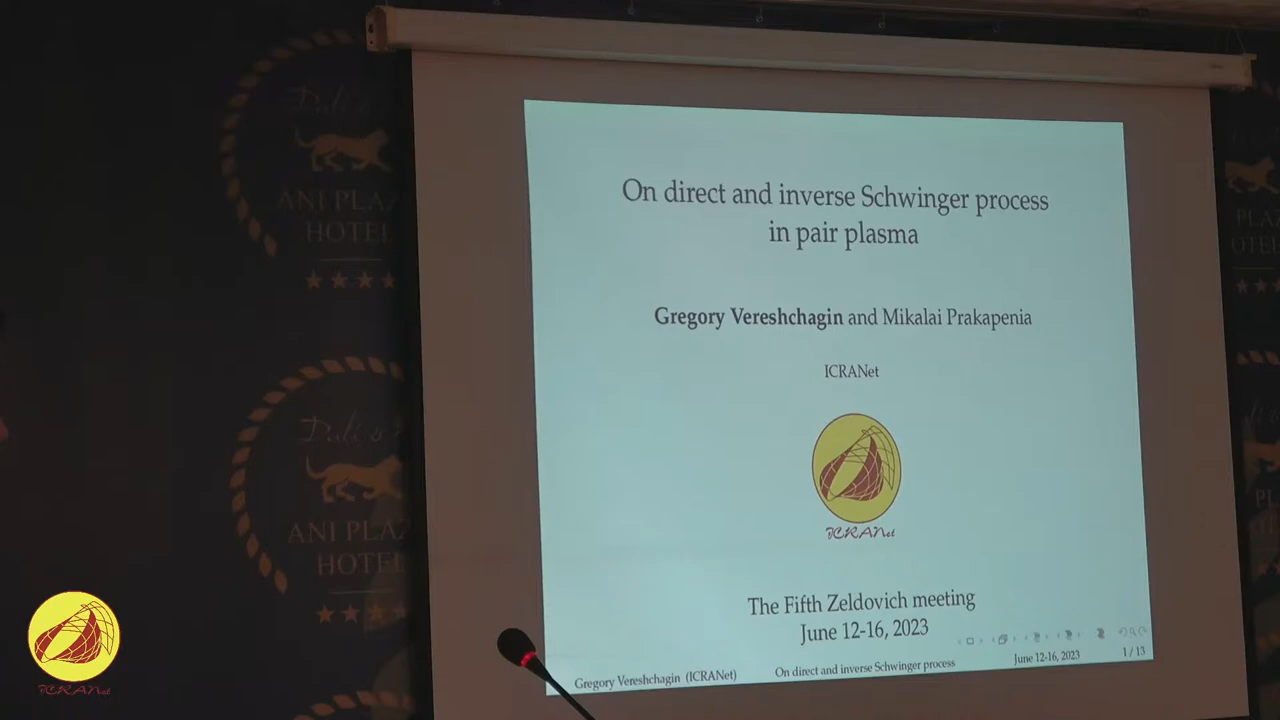 On direct and inverse Schwinger process
in pair plasma
Gregory Vereshchagin and Mikalai Prakapenia
ICRANet
ICRANet
The Fifth Zeldovich meeting
June 12-16, 2023
Gregory Vereshchagin (ICRANet) On direct and inverse Schwinger process June 12-16, 2023 1 / 13
ANI PLAZ
HOTEL
ANI PLAZ
HOTEL
ICRANet